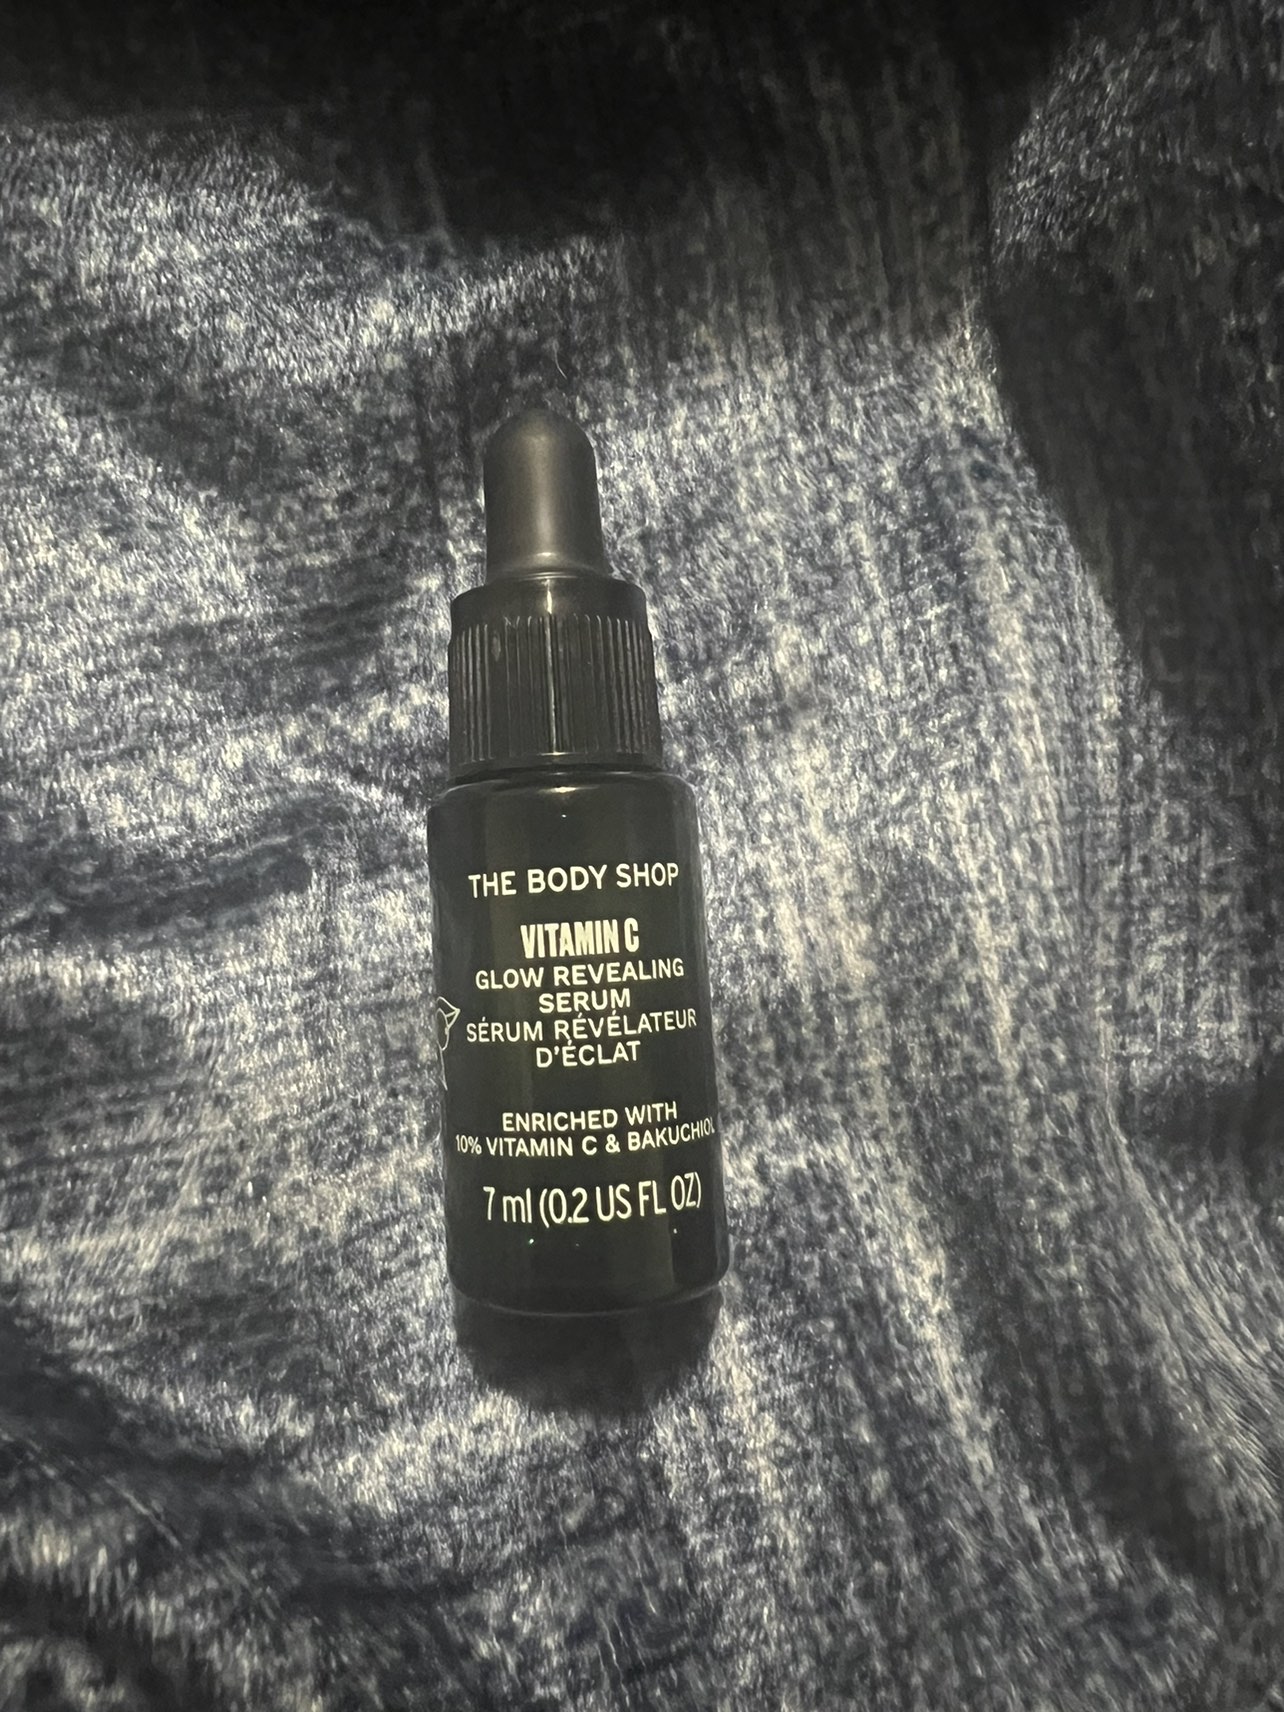 THE BODY SHOP
VITAMIN C
GLOW REVEALING
SERUM
SÉRUM RÉVÉLATEUR
D'ÉCLAT
ENRICHED WITH
10% VITAMIN C & BAKUCHIOL
7 ml (0.2 US FL OZ)